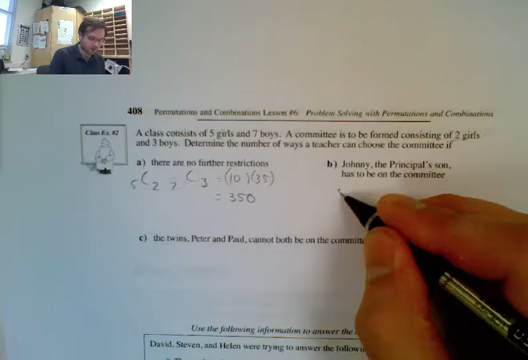 408 Permutations and Combinations Lesson #6: Problem Solving with Permutations and Combinations
Class Ex. #2
A class consists of 5 girls and 7 boys. A committee is to be formed consisting of 2 girls
and 3 boys. Determine the number of ways a teacher can choose the committee if
a) there are no further restrictions
5C2 7C3 = (10)(35)
= 350
b) Johnny, the Principal's son,
has to be on the committee
c) the twins, Peter and Paul, cannot both be on the committ
Use the following information to answer the
David, Steven, and Helen were trying to answer the follow